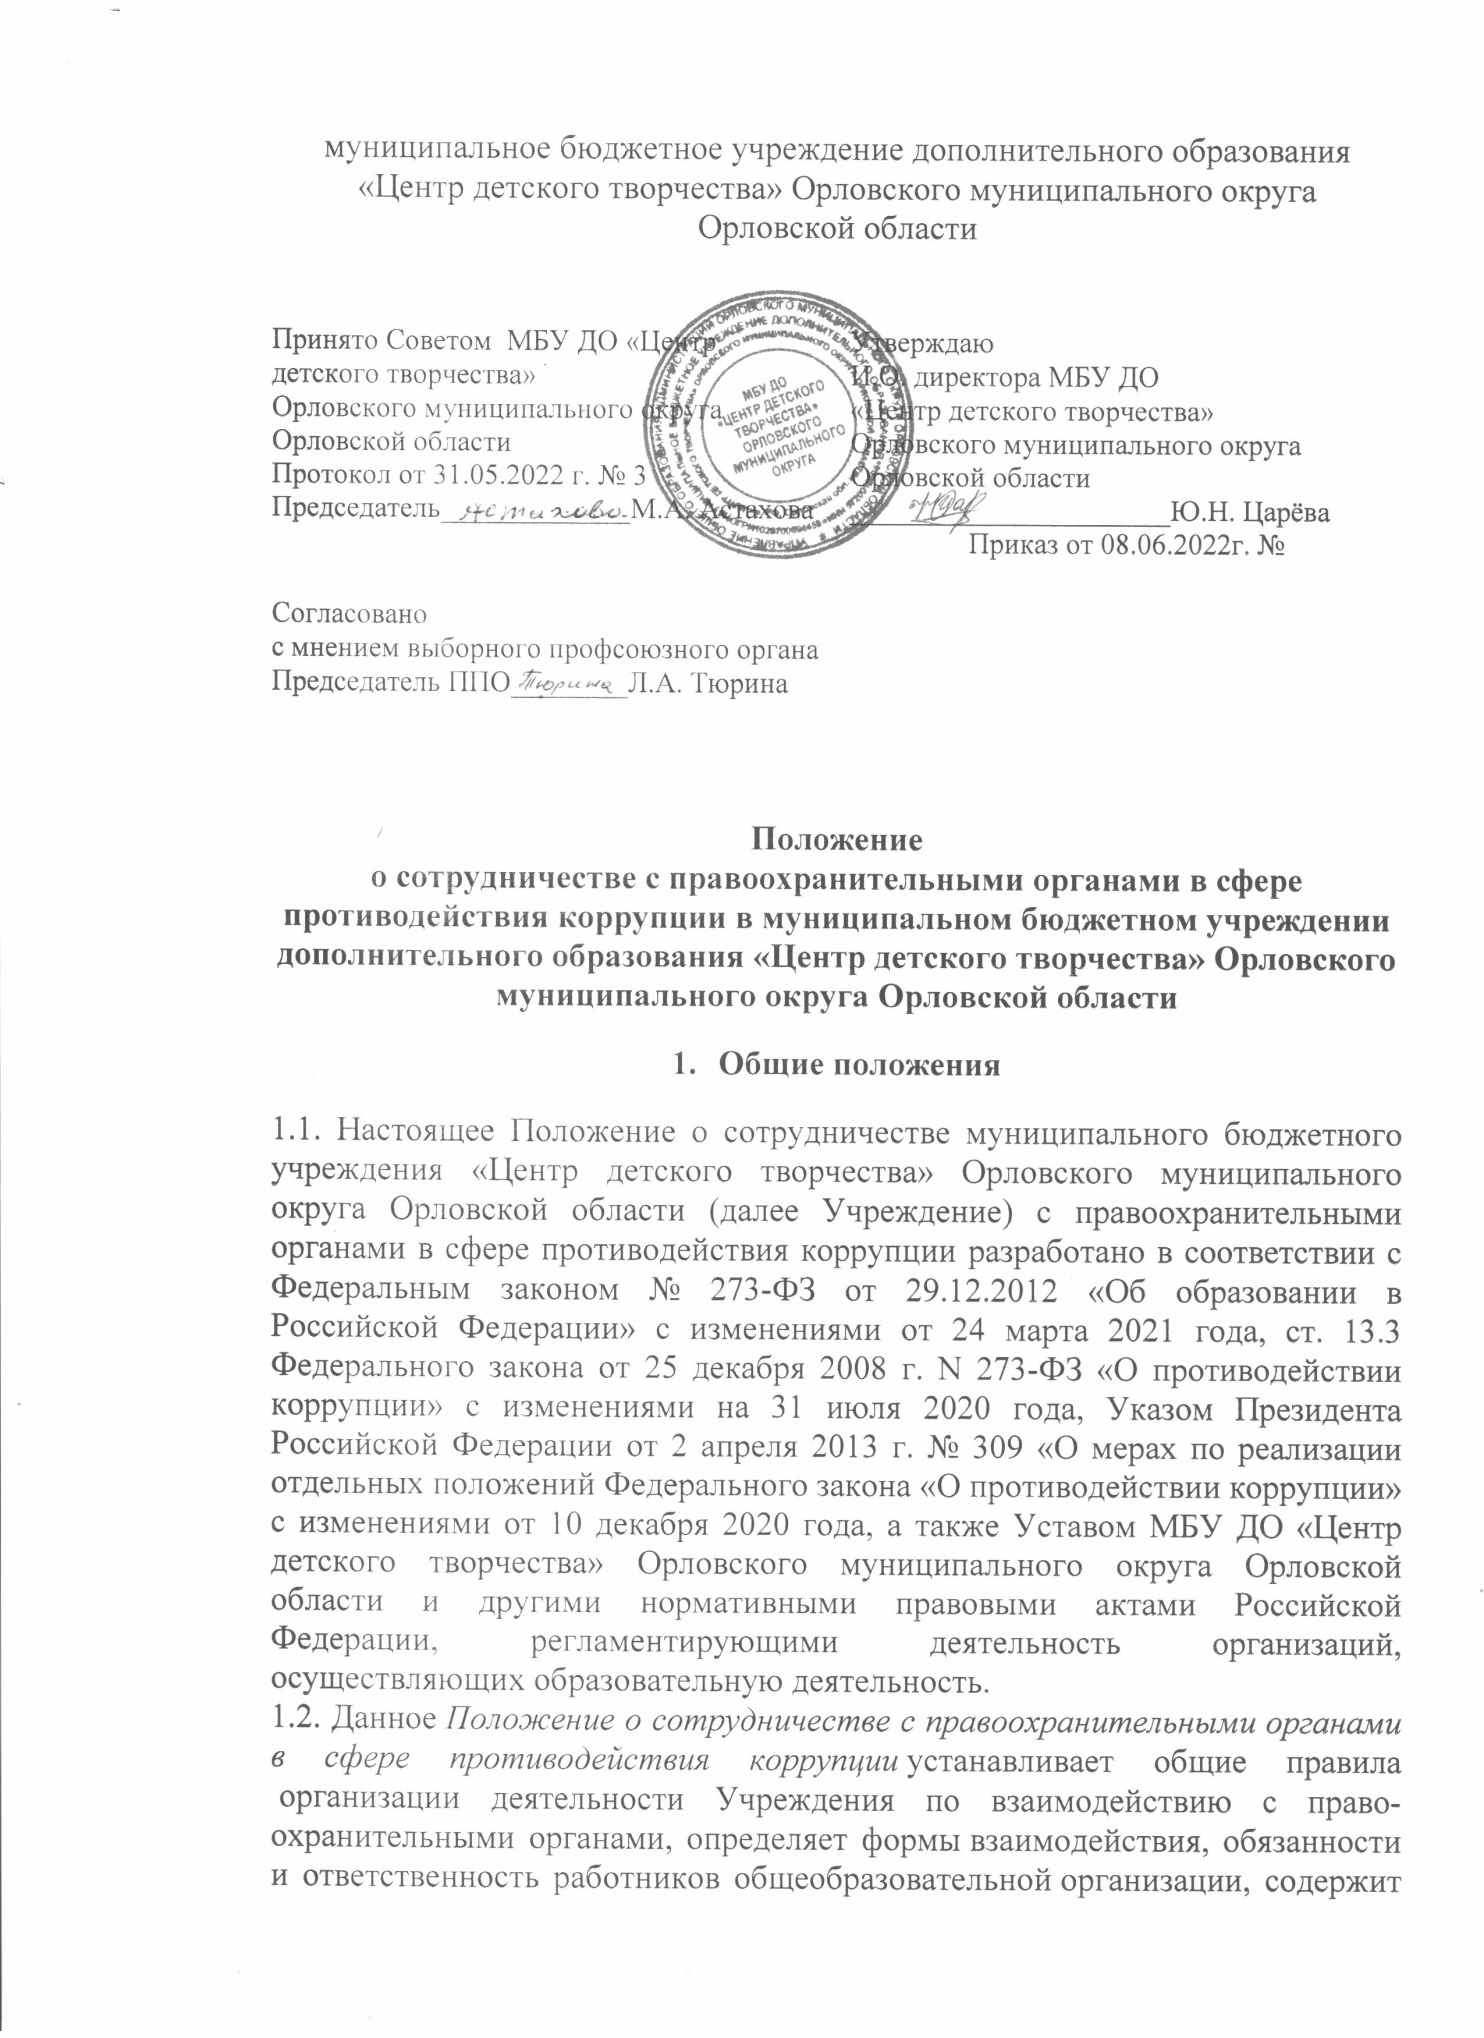 муниципальное бюджетное учреждение дополнительного образования
«Центр детского творчества» Орловского муниципального округа
Орловской области
Принято Советом МБУ ДО «Центр
детского творчества»
Орловского муниципального округа
Орловской области
Протокол от 31.05.2022 г. № 3
Председатель Астахова М.А. Астахова
Утверждаю
И.О. директора МБУ ДО
«Центр детского творчества»
Орловского муниципального округа
Орловской области
Ю.Н. Царёва
Приказ от 08.06.2022г. №
МБУ ДО
«ЦЕНТР ДЕТСКОГО
ТВОРЧЕСТВА»
ОРЛОВСКОГО
МУНИЦИПАЛЬНОГО
ОКРУГА
Согласовано
с мнением выборного профсоюзного органа
Председатель ППО Тюрина Л.А. Тюрина
Положение
о сотрудничестве с правоохранительными органами в сфере
противодействия коррупции в муниципальном бюджетном учреждении
дополнительного образования «Центр детского творчества» Орловского
муниципального округа Орловской области
1. Общие положения
1.1. Настоящее Положение о сотрудничестве муниципального бюджетного
учреждения «Центр детского творчества» Орловского муниципального
округа Орловской области (далее Учреждение) с правоохранительными
органами в сфере противодействия коррупции разработано в соответствии с
Федеральным законом № 273-ФЗ от 29.12.2012 «Об образовании в
Российской Федерации» с изменениями от 24 марта 2021 года, ст. 13.3
Федерального закона от 25 декабря 2008 г. N 273-ФЗ «О противодействии
коррупции» с изменениями на 31 июля 2020 года, Указом Президента
Российской Федерации от 2 апреля 2013 г. № 309 «О мерах по реализации
отдельных положений Федерального закона «О противодействии коррупции»
с изменениями от 10 декабря 2020 года, а также Уставом МБУ ДО «Центр
детского творчества» Орловского муниципального округа Орловской
области и другими нормативными правовыми актами Российской
Федерации, регламентирующими деятельность организаций,
осуществляющих образовательную деятельность.
1.2. Данное Положение о сотрудничестве с правоохранительными органами
в сфере противодействия коррупции устанавливает общие правила
организации деятельности Учреждения по взаимодействию с право-
охранительными органами, определяет формы взаимодействия, обязанности
и ответственность работников общеобразовательной организации, содержит